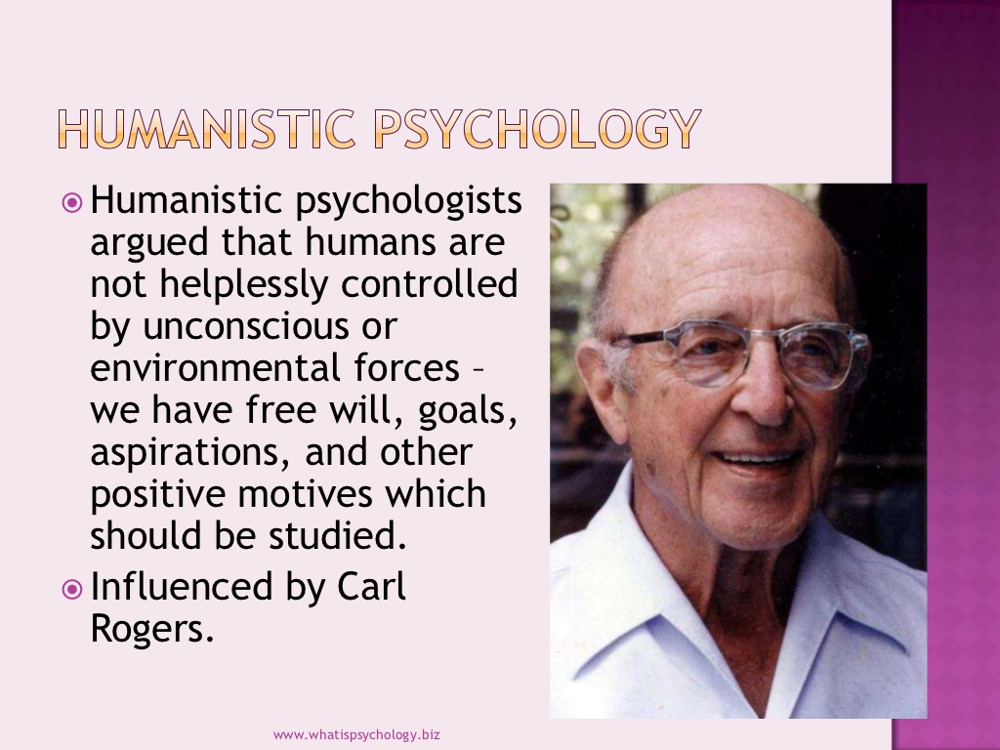 HUMANISTIC PSYCHOLOGY
Humanistic psychologists
argued that humans are
not helplessly controlled
by unconscious or
environmental forces –
we have free will, goals,
aspirations, and other
positive motives which
should be studied.
Influenced by Carl
Rogers.
www.whatispsychology.biz